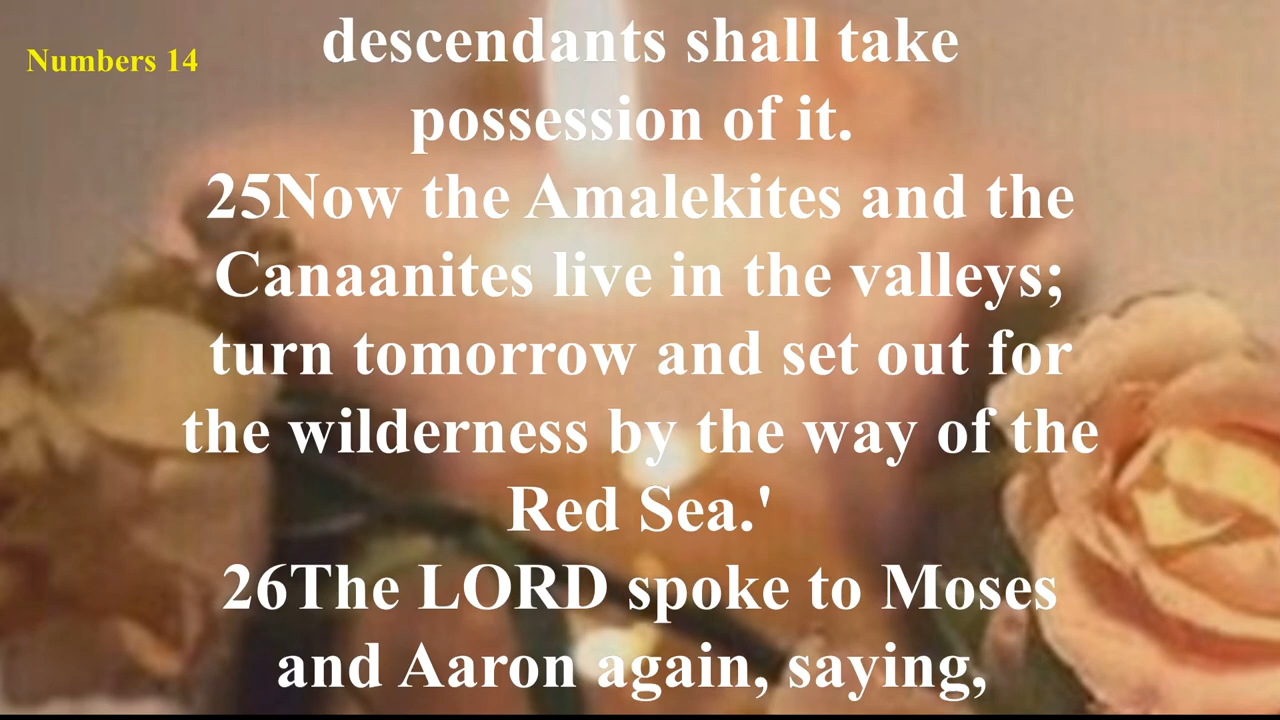 Numbers 14
descendants shall take
possession of it.
25Now the Amalekites and the
Canaanites live in the valleys;
turn tomorrow and set out for
the wilderness by the way of the
Red Sea.'
26The LORD spoke to Moses
and Aaron again, saying,